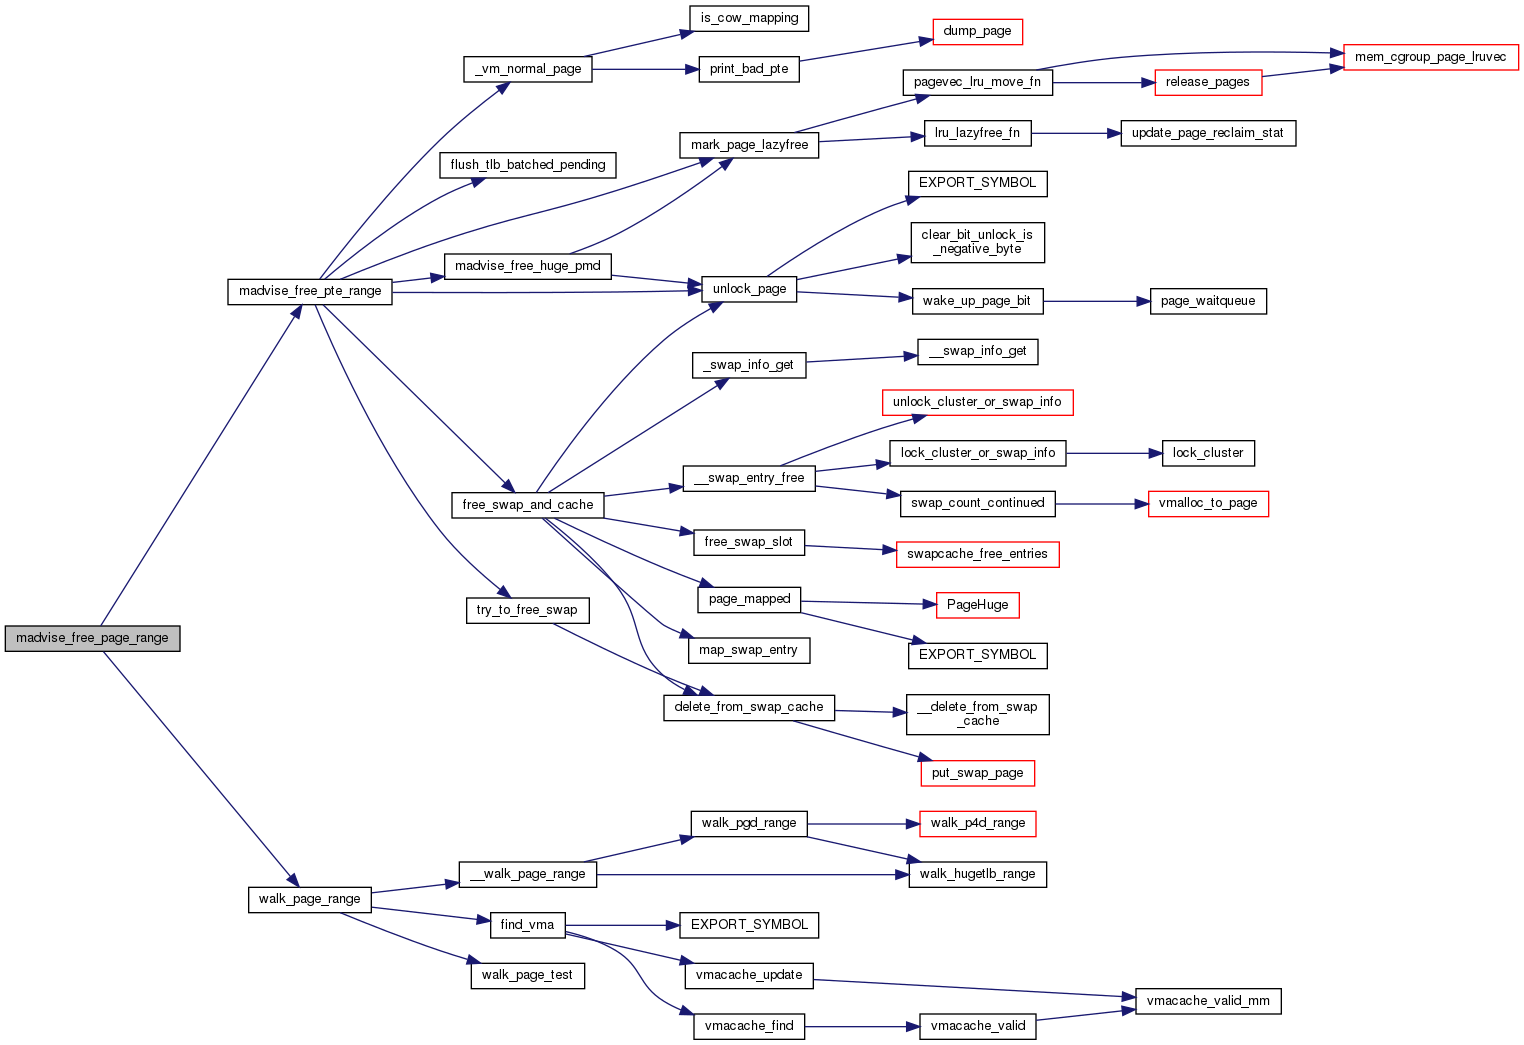 madvise_free_page_range
madvise_free_pte_range
walk_page_range
_vm_normal_page
flush_tlb_batched_pending
madvise_free_huge_pmd
free_swap_and_cache
try_to_free_swap
__walk_page_range
find_vma
walk_page_test
is_cow_mapping
print_bad_pte
mark_page_lazyfree
unlock_page
_swap_info_get
__swap_entry_free
free_swap_slot
page_mapped
map_swap_entry
delete_from_swap_cache
walk_pgd_range
EXPORT_SYMBOL
vmacache_update
vmacache_find
dump_page
pagevec_lru_move_fn
lru_lazyfree_fn
EXPORT_SYMBOL
clear_bit_unlock_is
_negative_byte
wake_up_page_bit
__swap_info_get
unlock_cluster_or_swap_info
lock_cluster_or_swap_info
swap_count_continued
swapcache_free_entries
PageHuge
EXPORT_SYMBOL
__delete_from_swap
_cache
put_swap_page
walk_p4d_range
walk_hugetlb_range
vmacache_valid
release_pages
update_page_reclaim_stat
page_waitqueue
lock_cluster
vmalloc_to_page
vmacache_valid_mm
mem_cgroup_page_lruvec